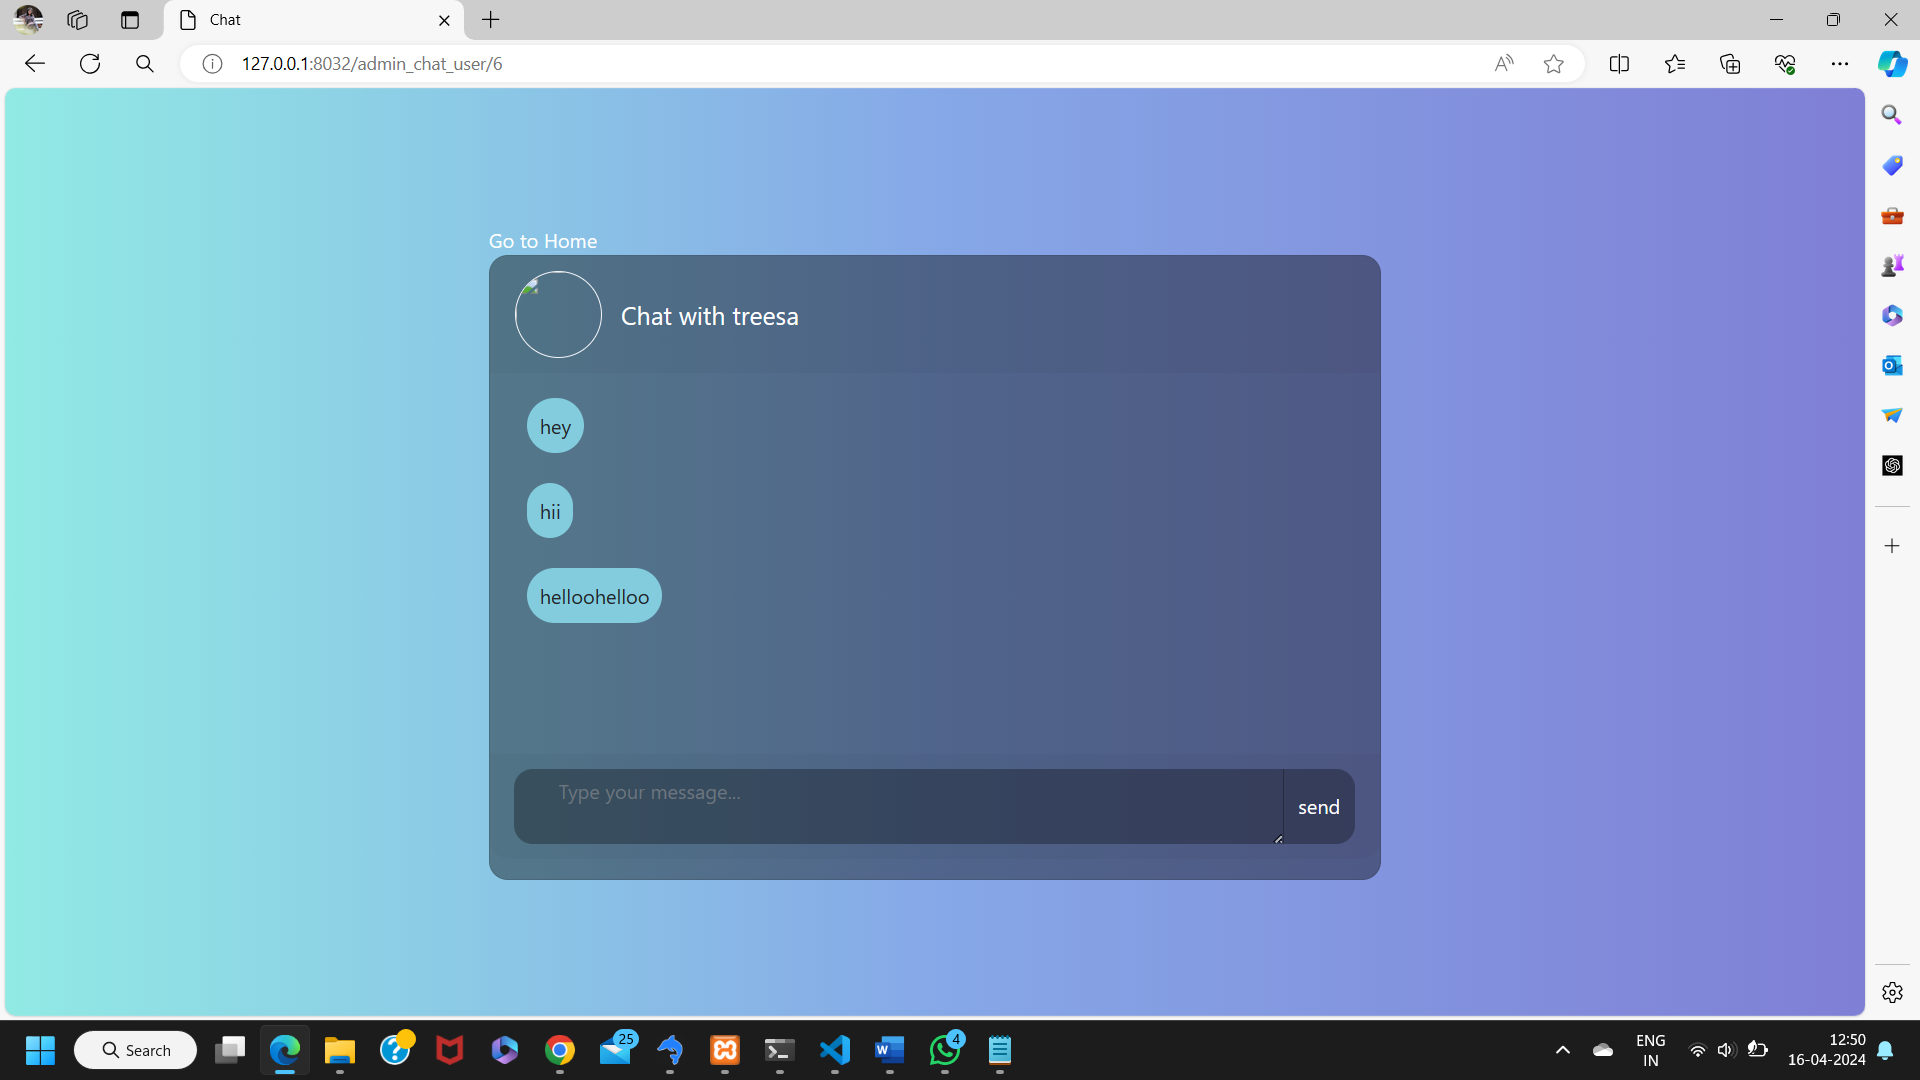 Chat
127.0.0.1:8032/admin_chat_user/6
Go to Home
Chat with treesa
hey
hii
helloohelloo
Type your message...
send
Search
25
4
ENG
IN
12:50
16-04-2024